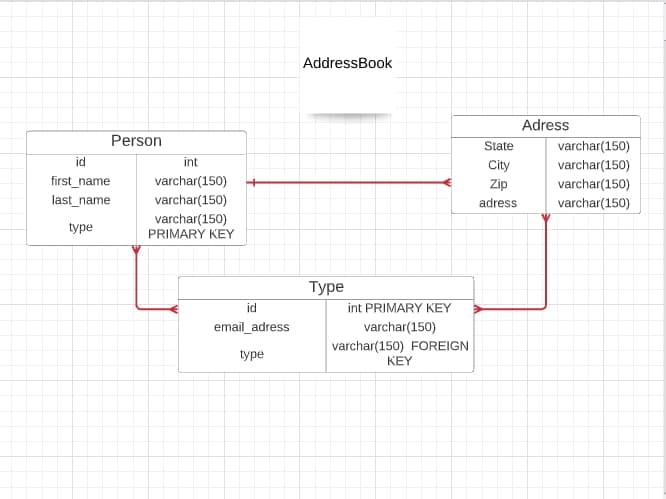 AddressBook
Person
id int
first_name varchar(150)
last_name varchar(150)
type varchar(150)
PRIMARY KEY
Adress
State varchar(150)
City varchar(150)
Zip varchar(150)
adress varchar(150)
Type
id int PRIMARY KEY
email_adress varchar(150)
type varchar(150) FOREIGN
KEY